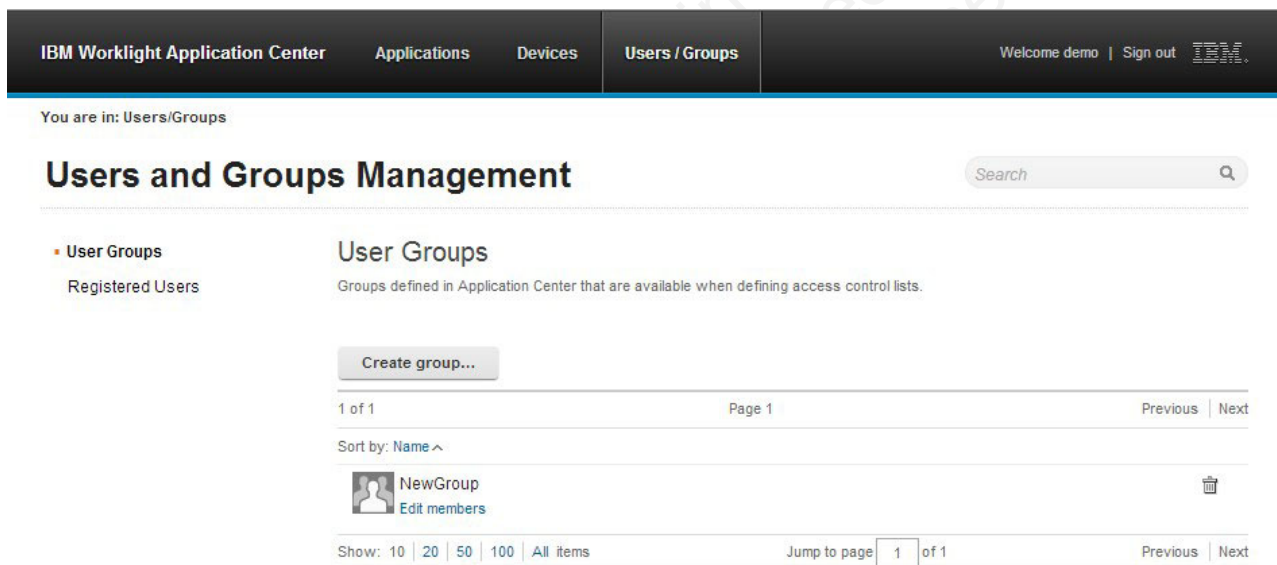 IBM Worklight Application Center Applications Devices Users / Groups Welcome demo | Sign out IBM.
You are in: Users/Groups
Users and Groups Management
Search
User Groups
Registered Users
User Groups
Groups defined in Application Center that are available when defining access control lists.
Create group...
1 of 1 Page 1 Previous | Next
Sort by: Name
NewGroup
Edit members
Show: 10 | 20 | 50 | 100 | All items Jump to page 1 of 1 Previous | Next